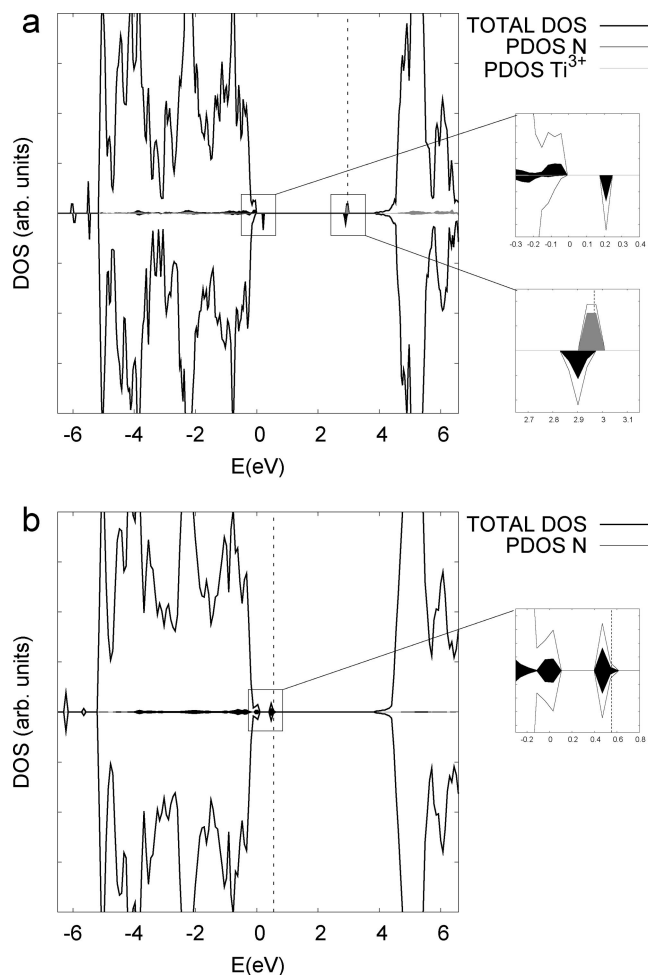 a
TOTAL DOS
PDOS N
PDOS Ti3+
DOS (arb. units)
-6 -4 -2 0 2 4 6
E(eV)
-0.3 -0.2 -0.1 0 0.1 0.2 0.3 0.4
2.7 2.8 2.9 3 3.1
b
TOTAL DOS
PDOS N
DOS (arb. units)
-6 -4 -2 0 2 4 6
E(eV)
-0.2 0 0.2 0.4 0.6 0.8